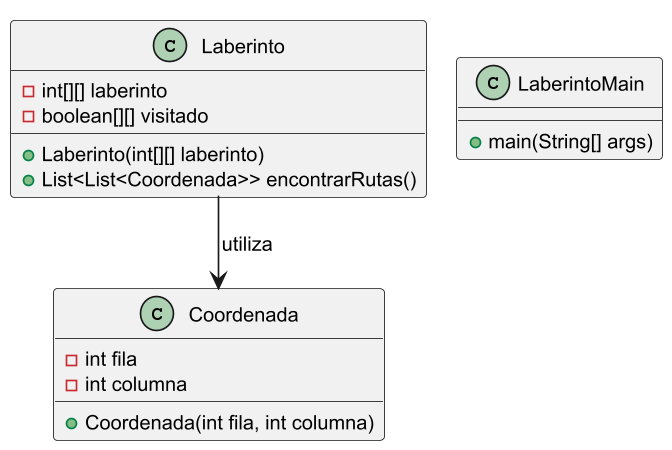 C Laberinto
int[][] laberinto
boolean[][] visitado
Laberinto(int[][] laberinto)
List<List<Coordenada>> encontrarRutas()
C LaberintoMain
main(String[] args)
utiliza
C Coordenada
int fila
int columna
Coordenada(int fila, int columna)